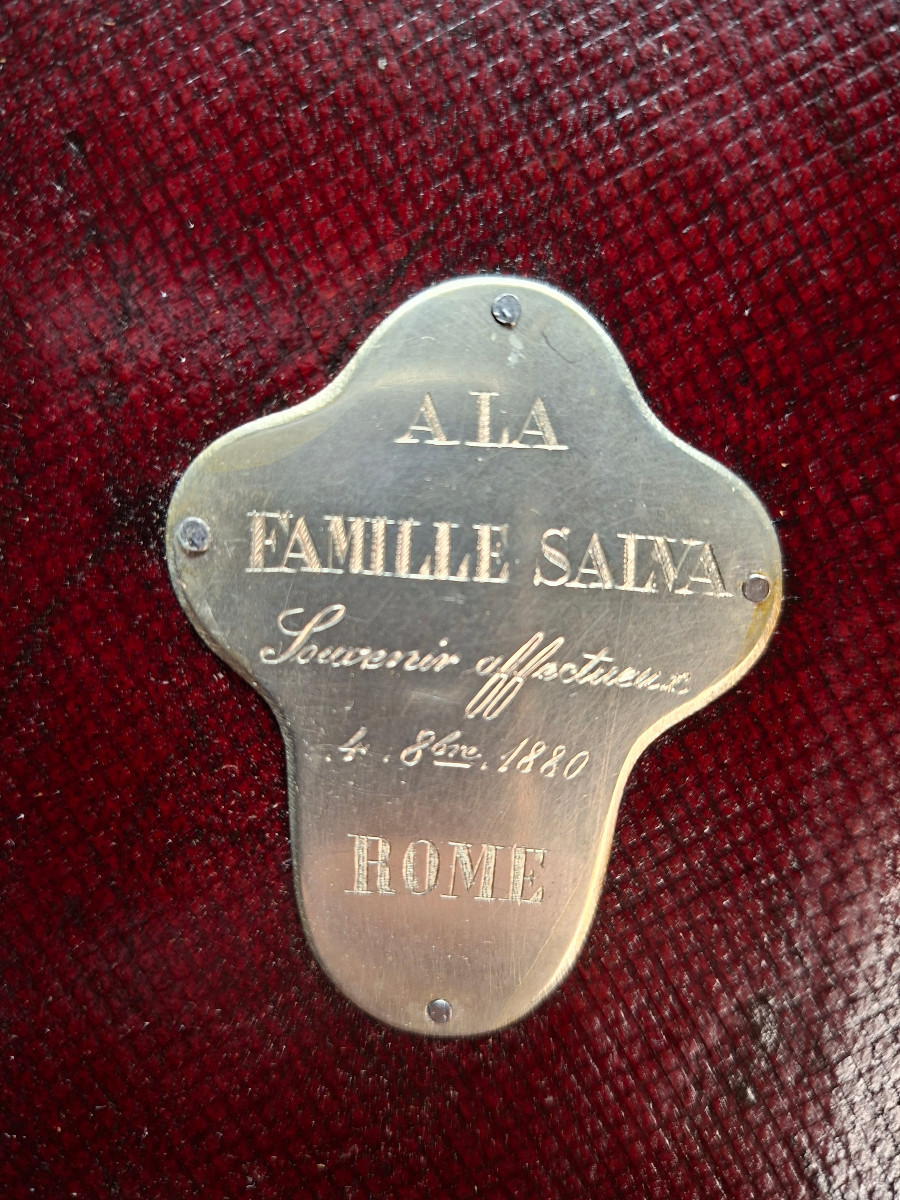 A LA
FAMILLE SALVA
Souvenir affectueux
4. 8bre. 1880
ROME